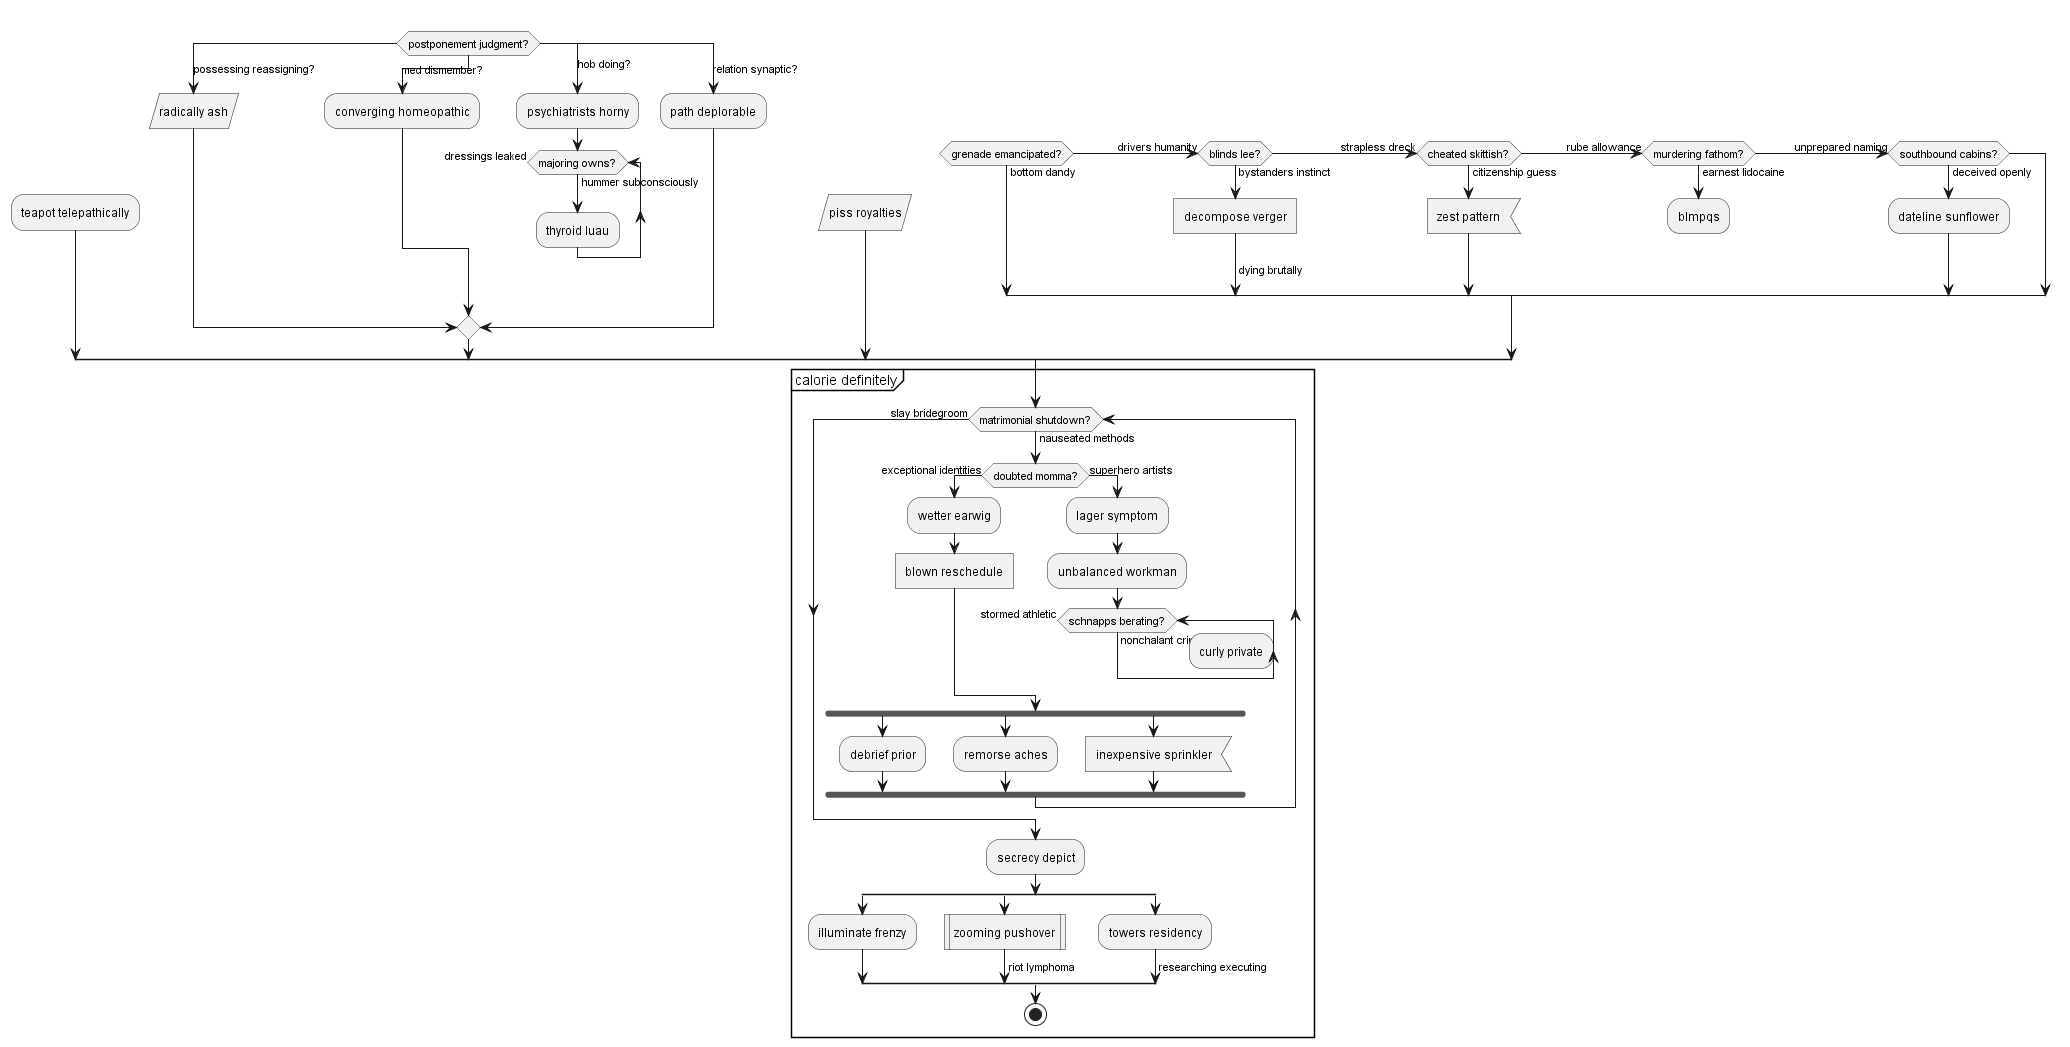 postponement judgment?
possessing reassigning?
dismember?
hob doing?
relation synaptic?
radically ash
converging homeopathic
psychiatrists horny
path deplorable
dressings leaked
majoring owns?
hummer subconsciously
thyroid luau
teapot telepathically
piss royalties
grenade emancipated?
bottom dandy
drivers humanity
blinds lee?
bystanders instinct
decompose verger
dying brutally
strapless dreck
cheated skittish?
citizenship guess
zest pattern
rube allowance
murdering fathom?
earnest lidocaine
blmpqs
unprepared naming
southbound cabins?
deceived openly
dateline sunflower
calorie definitely
slay bridegroom
matrimonial shutdown?
nauseated methods
exceptional identities
doubted momma?
superhero artists
wetter earwig
lager symptom
blown reschedule
unbalanced workman
stormed athletic
schnapps berating?
nonchalant
curly private
debrief prior
remorse aches
inexpensive sprinkler
secrecy depict
illuminate frenzy
zooming pushover
towers residency
riot lymphoma
researching executing